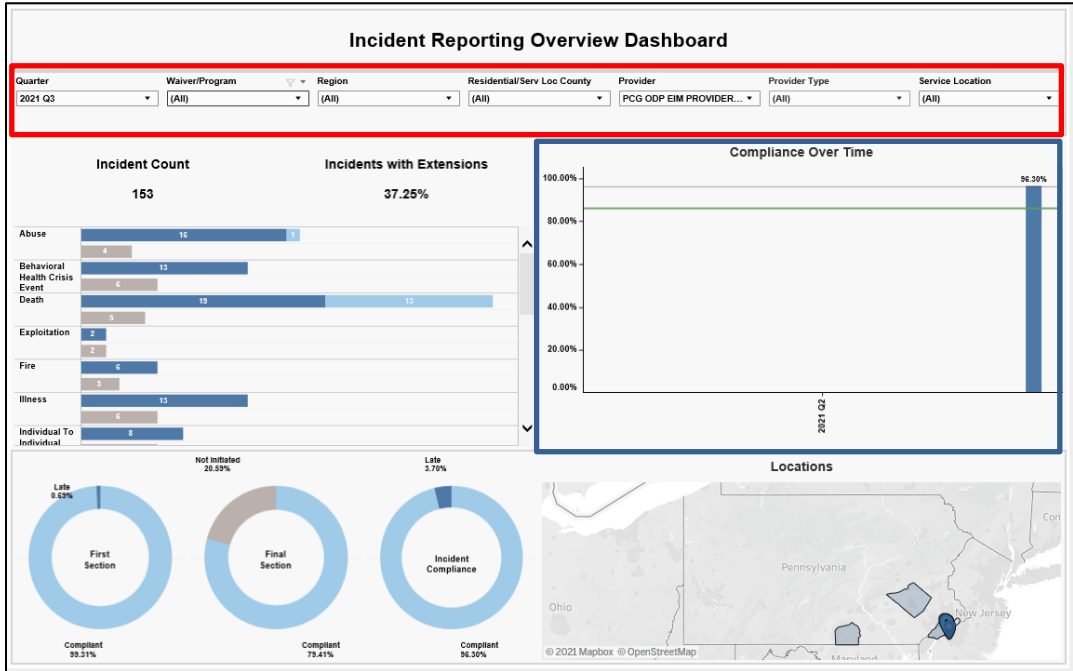 Incident Reporting Overview Dashboard
Quarter Waiver/Program Region Residential/Serv Loc County Provider Provider Type Service Location
2021 Q3 (All) (All) (All) PCG ODP EIM PROVIDER... (All) (All)
Incident Count
153
Incidents with Extensions
37.25%
Abuse
16 1
4
Behavioral
Health Crisis
Event
13
6
Death
19 13
5
Exploitation
2
2
Fire
6
3
Illness
13
6
Individual To
Individual
8
Compliance Over Time
100.00%
80.00%
60.00%
40.00%
20.00%
0.00%
96.30%
2021 Q2
Late
0.69%
First
Section
Compliant
99.31%
Not Initiated
20.59%
Final
Section
Compliant
79.41%
Late
3.70%
Incident
Compliance
Compliant
96.30%
Locations
Con
Pennsylvania
Ohio
New Jersey
Maryland
© 2021 Mapbox © OpenStreetMap